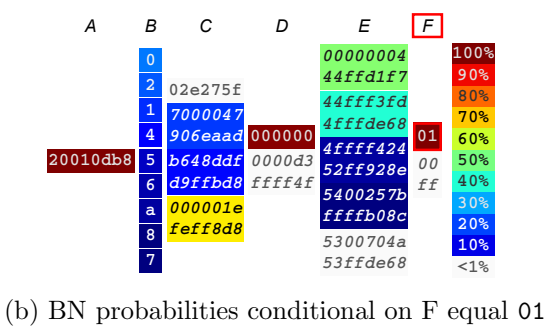 A B C D E F
20010db8
0
2
1
4
5
6
a
8
7
02e275f
7000047
906eaad
b648ddf
d9ffbd8
000001e
feff8d8
000000
0000d3
ffff4f
00000004
44ffd1f7
44fff3fd
4fffde68
4ffff424
52ff928e
5400257b
ffffb08c
5300704a
53ffde68
01
00
ff
100%
90%
80%
70%
60%
50%
40%
30%
20%
10%
<1%
(b) BN probabilities conditional on F equal 01